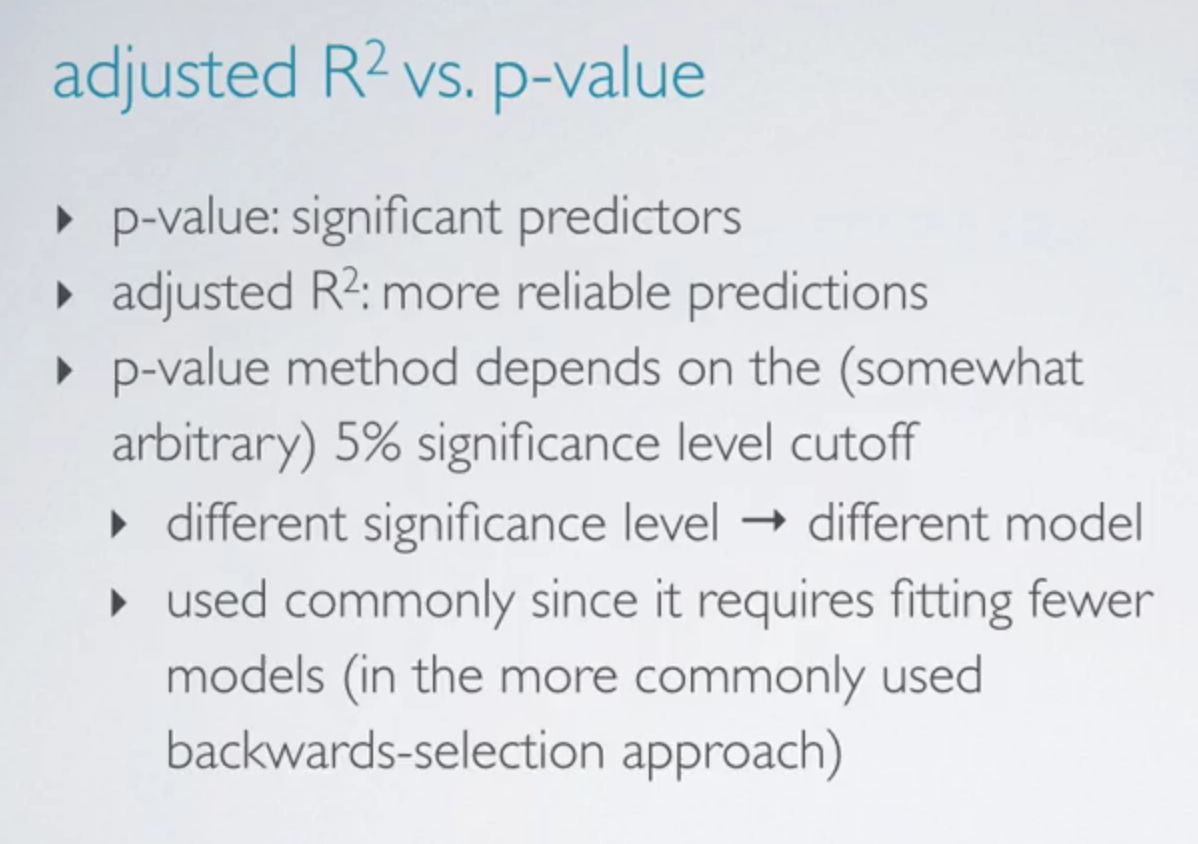 adjusted R² vs. p-value
▸ p-value: significant predictors
▸ adjusted R²: more reliable predictions
▸ p-value method depends on the (somewhat
arbitrary) 5% significance level cutoff
▸ different significance level → different model
▸ used commonly since it requires fitting fewer
models (in the more commonly used
backwards-selection approach)